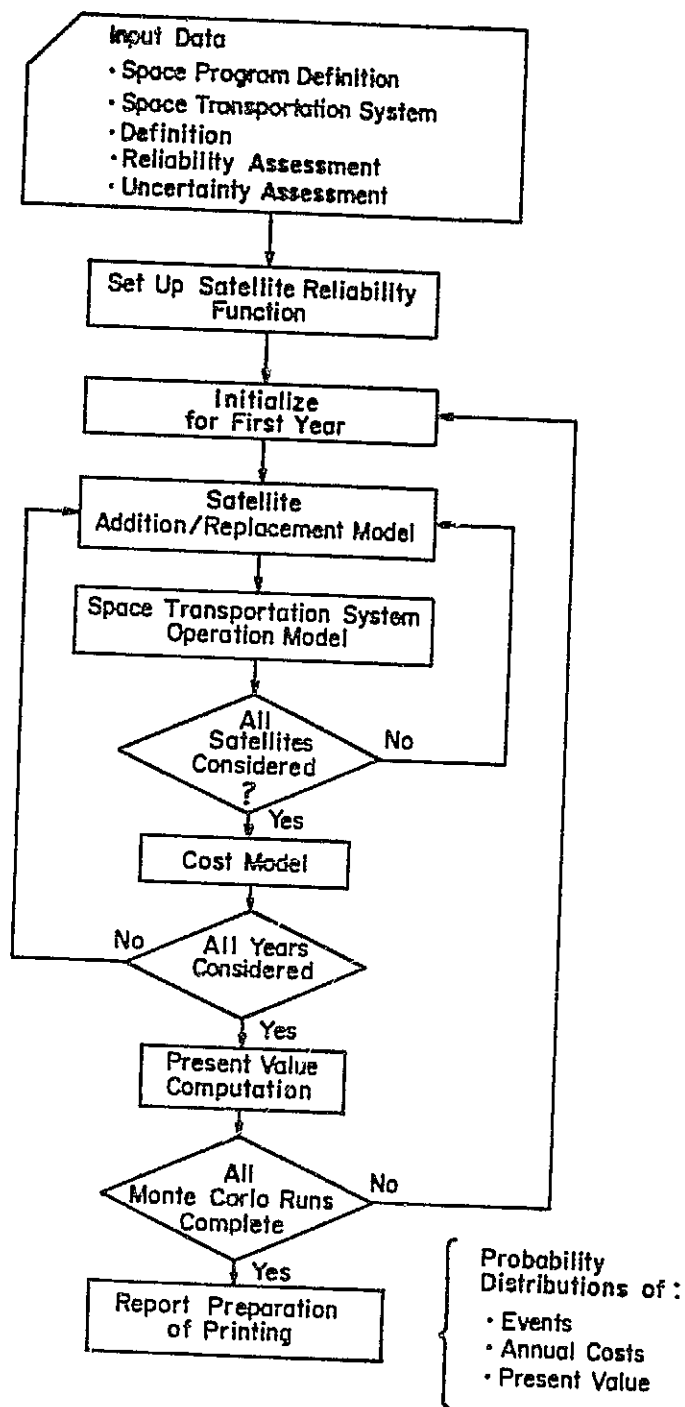 Input Data
· Space Program Definition
· Space Transportation System
· Definition
· Reliability Assessment
· Uncertainty Assessment
Set Up Satellite Reliability
Function
Initialize
for First Year
Satellite
Addition/Replacement Model
Space Transportation System
Operation Model
All
Satellites
Considered
?
No
Yes
Cost Model
No
All Years
Considered
Yes
Present Value
Computation
All
Monte Carlo Runs
Complete
No
Yes
Report Preparation
of Printing
Probability
Distributions of :
· Events
· Annual Costs
· Present Value